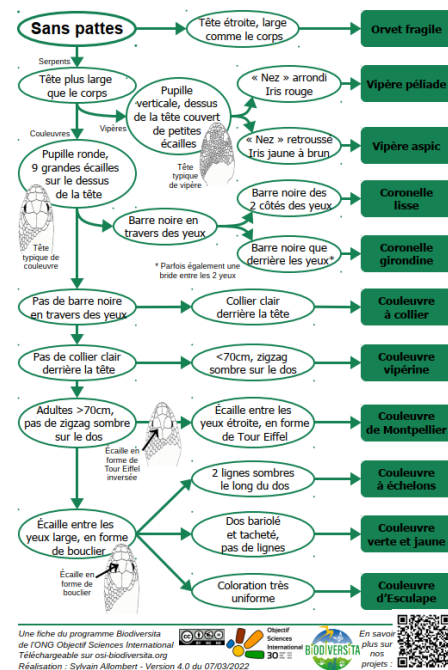 Sans pattes
Tête étroite, large
comme le corps
Orvet fragile
Serpents
Tête plus large
que le corps
Vipères
Pupille
verticale, dessus
de la tête couvert
de petites
écailles
« Nez » arrondi
Iris rouge
Vipère péliade
« Nez » retroussé
Iris jaune à brun
Vipère aspic
Tête
typique
de vipère
Couleuvres
Pupille ronde,
9 grandes écailles
sur le dessus
de la tête
Tête
typique de
couleuvre
Barre noire en
travers des yeux
Barre noire des
2 côtés des yeux
Coronelle
lisse
Barre noire que
derrière les yeux*
Coronelle
girondine
* Parfois également une
bride entre les 2 yeux
Pas de barre noire
en travers des yeux
Collier clair
derrière la tête
Couleuvre
à collier
Pas de collier clair
derrière la tête
<70cm, zigzag
sombre sur le dos
Couleuvre
vipérine
Adultes >70cm,
pas de zigzag sombre
sur le dos
Écaille en
forme de
Tour Eiffel
inversée
Écaille entre les
yeux étroite, en forme
de Tour Eiffel
Couleuvre
de Montpellier
Écaille entre les
yeux large, en forme
de bouclier
Écaille en
forme de
bouclier
2 lignes sombres
le long du dos
Couleuvre
à échelons
Dos bariolé
et tacheté,
pas de lignes
Couleuvre
verte et jaune
Coloration très
uniforme
Couleuvre
d'Esculape
Une fiche du programme Biodiversita
de l'ONG Objectif Sciences International
Téléchargeable sur osi-biodiversita.org
Réalisation : Sylvain Allombert - Version 4.0 du 07/03/2022
Objectif
Sciences
International
BIODIVERSITA
En savoir
plus sur
nos
projets :